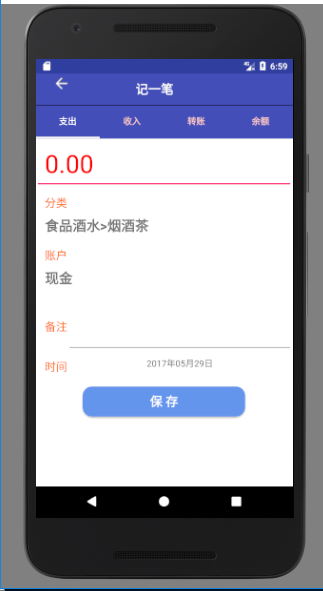 6:59
记一笔
支出 收入 转账 余额
0.00
分类
食品酒水>烟酒茶
账户
现金
备注
时间 2017年05月29日
保存